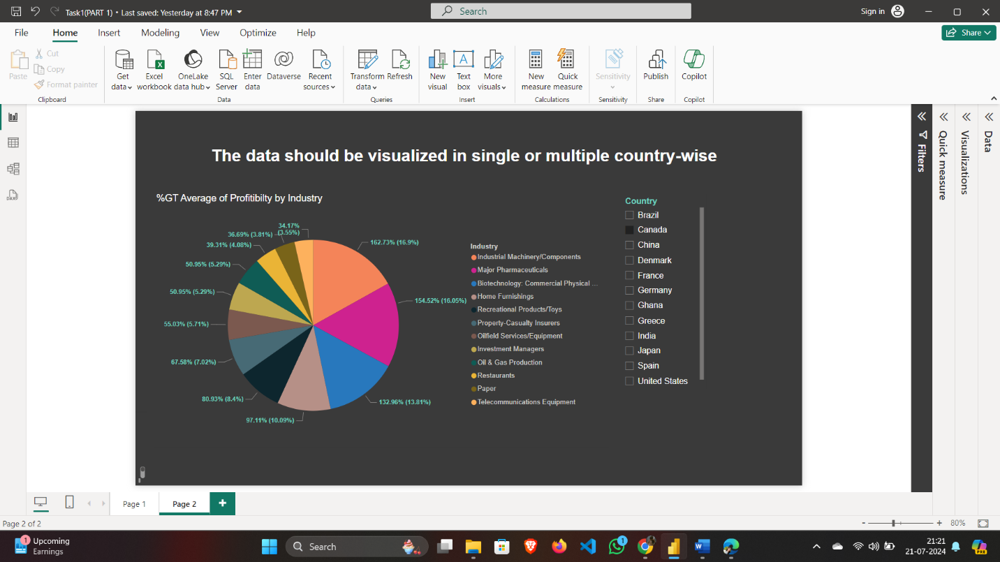 Task1(PART 1) • Last saved: Yesterday at 8:47 PM
Search
Sign in
File Home Insert Modeling View Optimize Help
Share
Paste
Cut
Copy
Format painter
Clipboard
Get data
Excel workbook
OneLake data hub
SQL Server
Enter data
Dataverse
Recent sources
Data
Transform data
Refresh
Queries
New visual
Text box
More visuals
Insert
New measure
Quick measure
Calculations
Sensitivity
Sensitivity
Publish
Share
Copilot
Copilot
The data should be visualized in single or multiple country-wise
%GT Average of Profitibilty by Industry
162.73% (16.9%)
154.52% (16.05%)
132.96% (13.81%)
97.11% (10.09%)
80.93% (8.4%)
67.58% (7.02%)
55.03% (5.71%)
50.95% (5.29%)
50.95% (5.29%)
39.31% (4.08%)
36.69% (3.81%)
34.17%
(3.55%)
Industry
Industrial Machinery/Components
Major Pharmaceuticals
Biotechnology: Commercial Physical ...
Home Furnishings
Recreational Products/Toys
Property-Casualty Insurers
Oilfield Services/Equipment
Investment Managers
Oil & Gas Production
Restaurants
Paper
Telecommunications Equipment
Country
Brazil
Canada
China
Denmark
France
Germany
Ghana
Greece
India
Japan
Spain
United States
Filters
Quick measure
Visualizations
Data
Page 1
Page 2
+
Page 2 of 2
- + 80%
1
Upcoming
Earnings
Search
1
21:21
21-07-2024
PRE